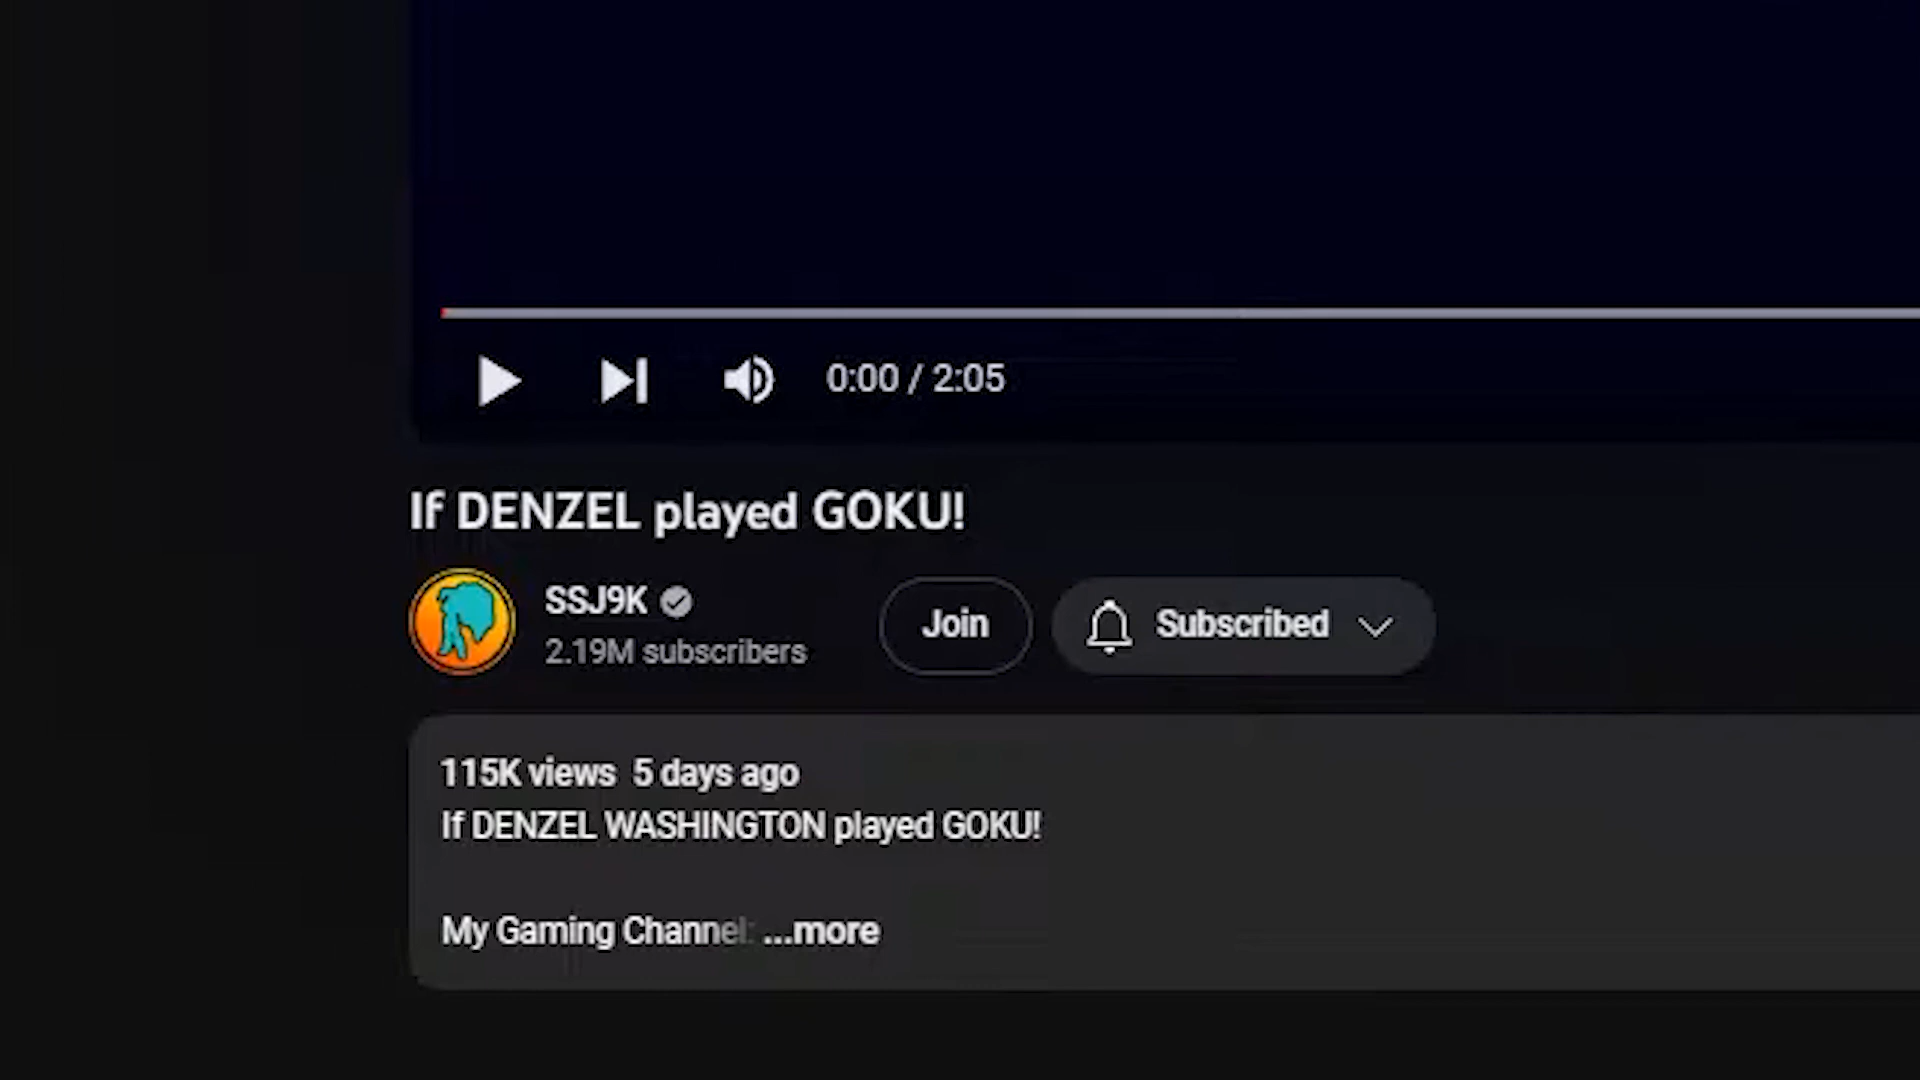 0:00 / 2:05
If DENZEL played GOKU!
SSJ9K
2.19M subscribers
Join
Subscribed
115K views 5 days ago
If DENZEL WASHINGTON played GOKU!
My Gaming Channel: ...more